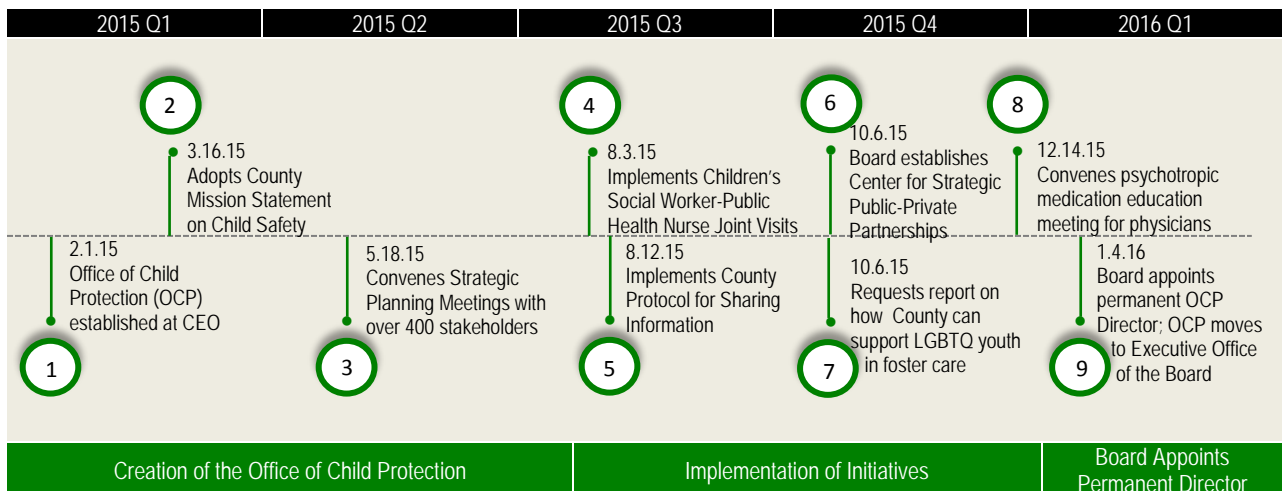 2015 Q1
2015 Q2
2015 Q3
2015 Q4
2016 Q1
2
3.16.15
Adopts County
Mission Statement
on Child Safety
4
8.3.15
Implements Children's
Social Worker-Public
Health Nurse Joint Visits
6
10.6.15
Board establishes
Center for Strategic
Public-Private
Partnerships
8
12.14.15
Convenes psychotropic
medication education
meeting for physicians
2.1.15
Office of Child
Protection (OCP)
established at CEO
1
5.18.15
Convenes Strategic
Planning Meetings with
over 400 stakeholders
3
8.12.15
Implements County
Protocol for Sharing
Information
5
10.6.15
Requests report on
how County can
support LGBTQ youth
in foster care
7
1.4.16
Board appoints
permanent OCP
Director; OCP moves
to Executive Office
of the Board
9
Creation of the Office of Child Protection
Implementation of Initiatives
Board Appoints
Permanent Director